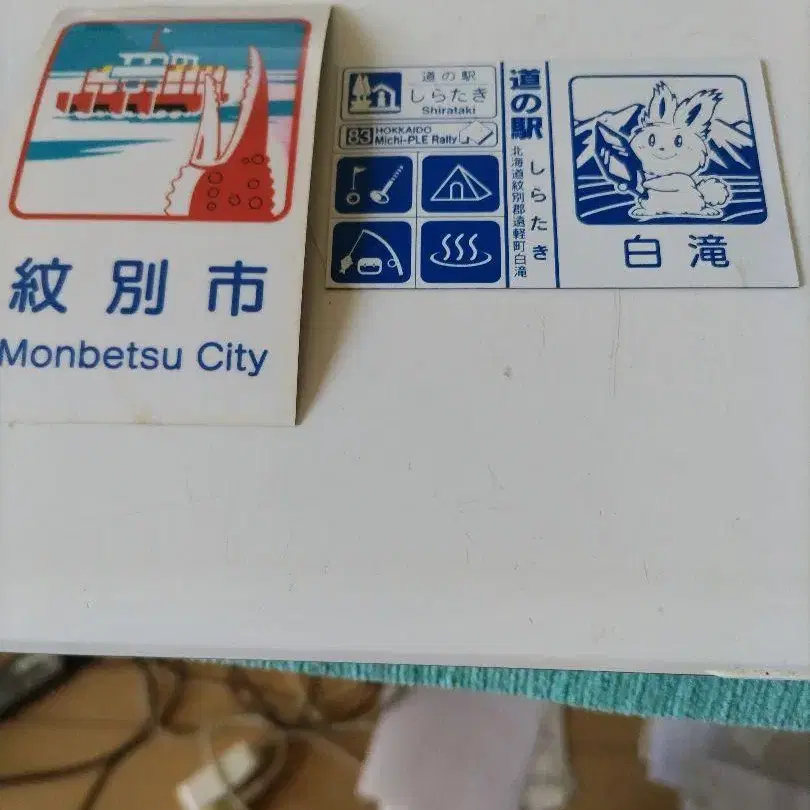 紋別市
Monbetsu City
道の駅
しらたき
Shirataki
83 HOKKAIDO
Michi-PLE Rally
道の駅 しらたき
北海道紋別郡遠軽町白滝
白滝